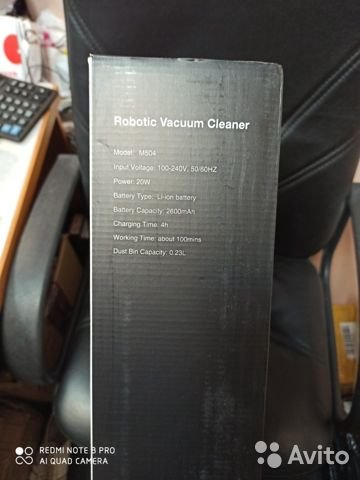 Robotic Vacuum Cleaner
Model: M504
Input Voltage: 100-240V, 50/60HZ
Power: 20W
Battery Type: Li-ion battery
Battery Capacity: 2600mAh
Charging Time: 4h
Working Time: about 100mins
Dust Bin Capacity: 0.23L
REDMI NOTE 8 PRO
AI QUAD CAMERA
Avito